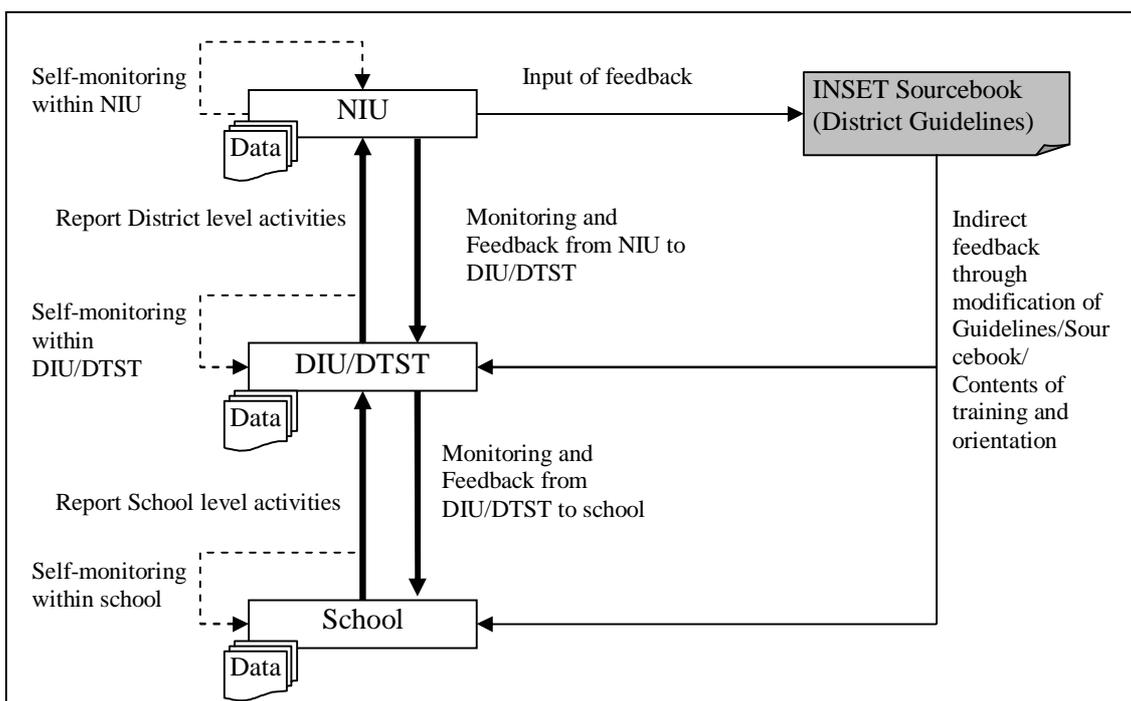 Self-monitoring
within NIU
NIU
Data
Input of feedback
INSET Sourcebook
(District Guidelines)
Report District level activities
Monitoring and
Feedback from NIU to
DIU/DTST
Indirect
feedback
through
modification of
Guidelines/Sour
cebook/
Contents of
training and
orientation
Self-monitoring
within
DIU/DTST
DIU/DTST
Data
Report School level activities
Monitoring and
Feedback from
DIU/DTST to school
Self-monitoring
within school
School
Data